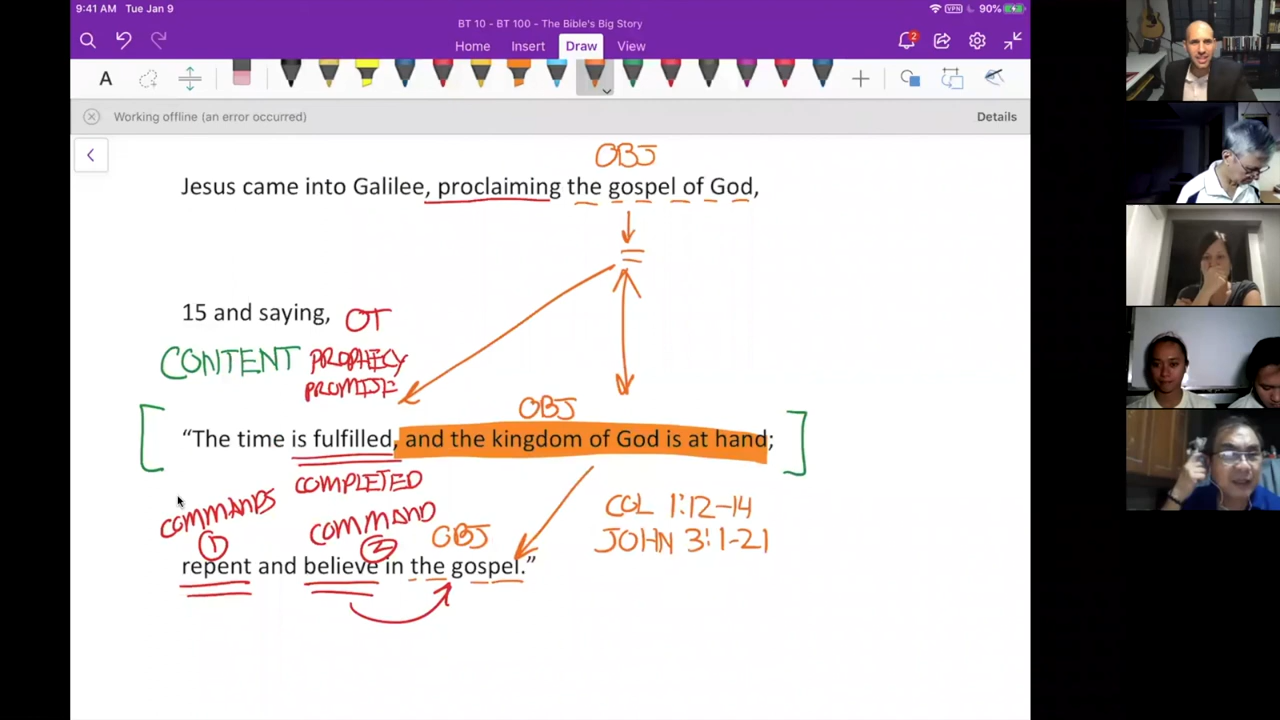 9:41 AM Tue Jan 9
VPN 90%
BT 10 - BT 100 - The Bible's Big Story
Home Insert Draw View
2
A
Working offline (an error occurred) Details
OBJ
Jesus came into Galilee, proclaiming the gospel of God,
=
15 and saying, OT
CONTENT PROPHECY
PROMISE
OBJ
“The time is fulfilled, and the kingdom of God is at hand;
COMPLETED
COMMANDS COMMAND OBJ COL 1:12-14
① ② JOHN 3:1-21
repent and believe in the gospel.”